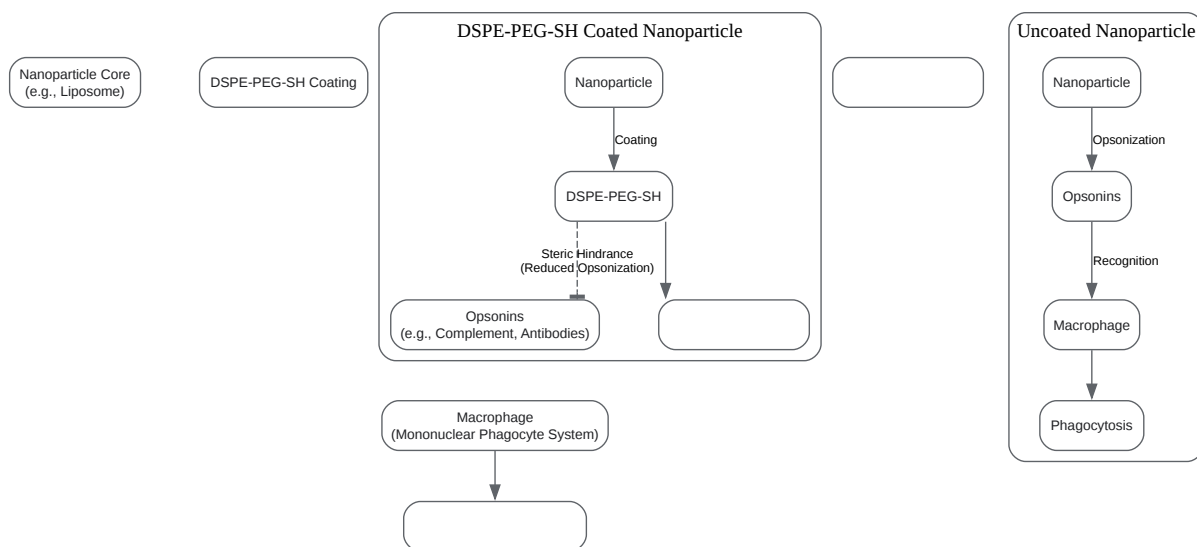 DSPE-PEG-SH Coated Nanoparticle
Uncoated Nanoparticle
Nanoparticle Core
(e.g., Liposome)
DSPE-PEG-SH Coating
Nanoparticle
Nanoparticle
Coating
Opsonization
DSPE-PEG-SH
Opsonins
Steric Hindrance
(Reduced Opsonization)
Recognition
Opsonins
(e.g., Complement, Antibodies)
Macrophage
Macrophage
(Mononuclear Phagocyte System)
Phagocytosis